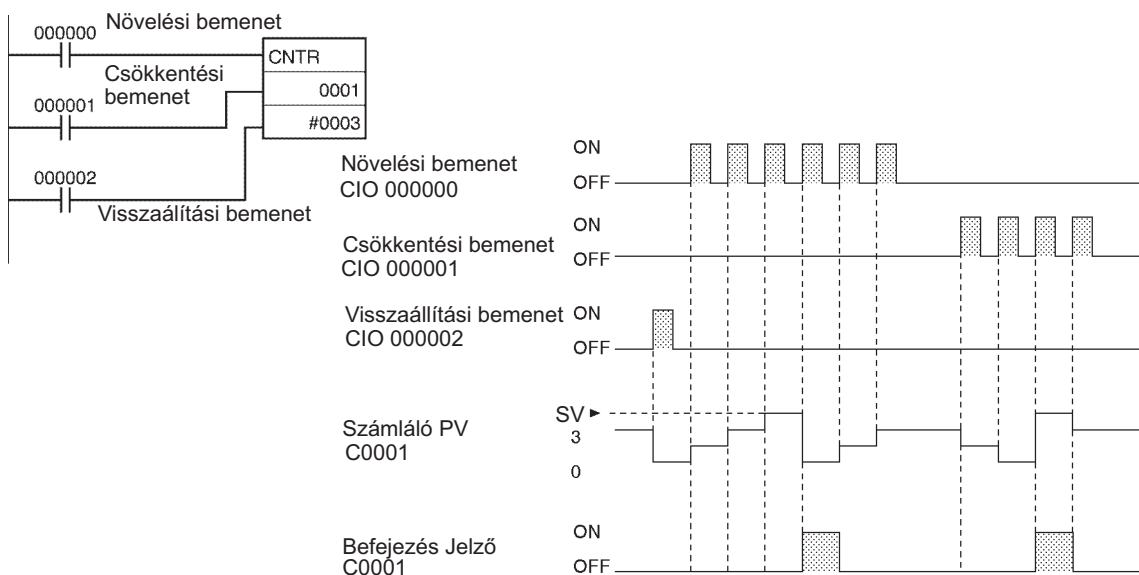 000000
Növelési bemenet
CNTR
0001
#0003
Csökkentési
bemenet
000001
000002
Visszaálítási bemenet
Növelési bemenet
CIO 000000
ON
OFF
Csökkentési bemenet
CIO 000001
ON
OFF
Visszaállítási bemenet
CIO 000002
ON
OFF
Számláló PV
C0001
SV
3
0
Befejezés Jelző
C0001
ON
OFF